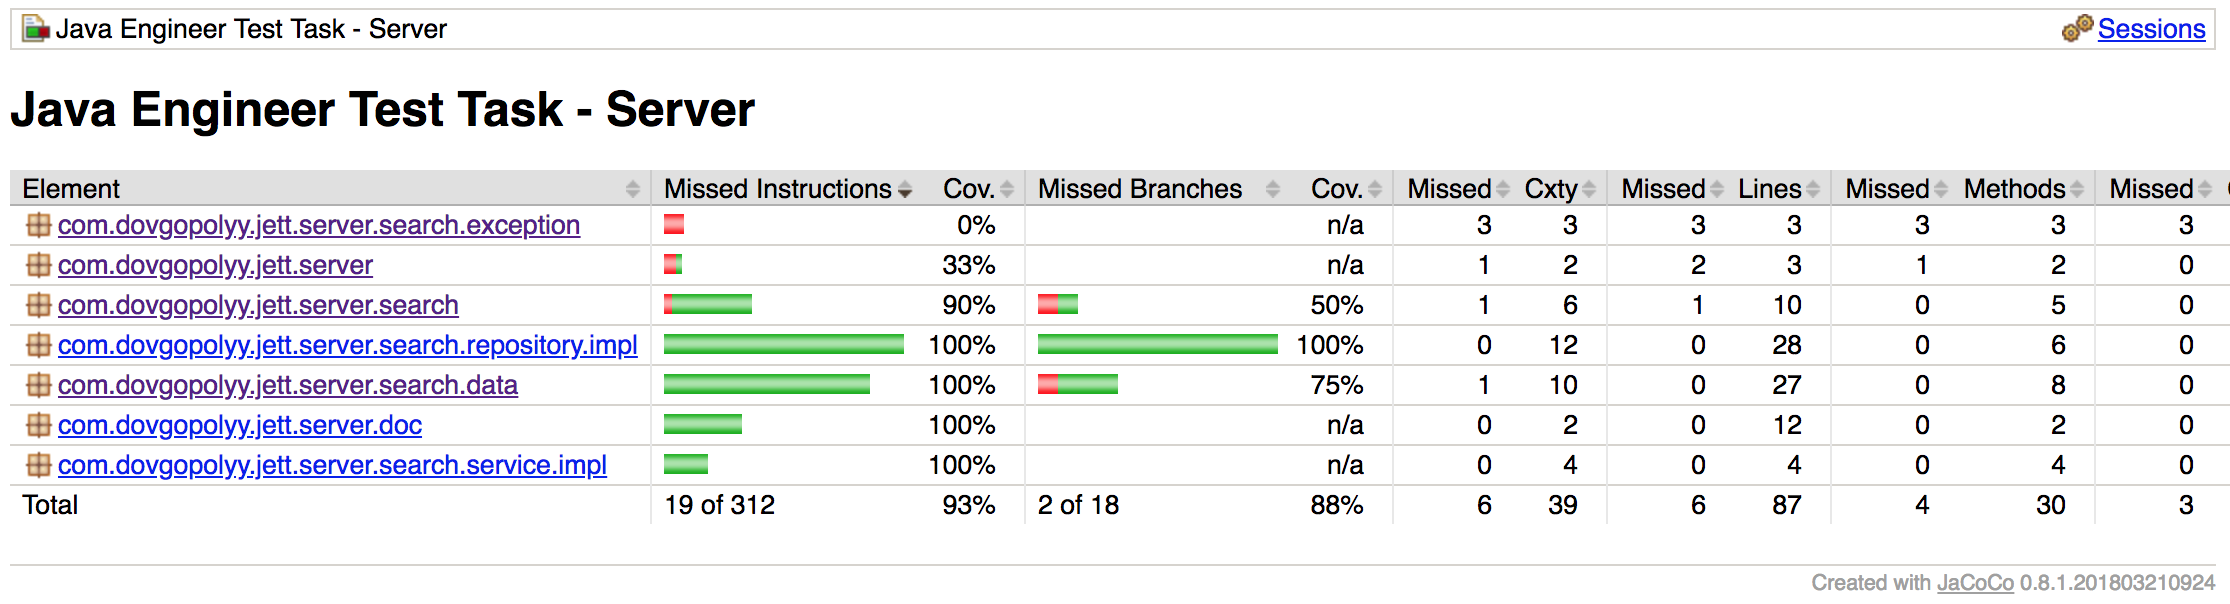 Java Engineer Test Task - Server Sessions
Java Engineer Test Task - Server
Element Missed Instructions Cov. Missed Branches Cov. Missed Cxty Missed Lines Missed Methods Missed
com.dovgopolyy.jett.server.search.exception 0% n/a 3 3 3 3 3 3 3
com.dovgopolyy.jett.server 33% n/a 1 2 2 3 1 2 0
com.dovgopolyy.jett.server.search 90% 50% 1 6 1 10 0 5 0
com.dovgopolyy.jett.server.search.repository.impl 100% 100% 0 12 0 28 0 6 0
com.dovgopolyy.jett.server.search.data 100% 75% 1 10 0 27 0 8 0
com.dovgopolyy.jett.server.doc 100% n/a 0 2 0 12 0 2 0
com.dovgopolyy.jett.server.search.service.impl 100% n/a 0 4 0 4 0 4 0
Total 19 of 312 93% 2 of 18 88% 6 39 6 87 4 30 3
Created with JaCoCo 0.8.1.201803210924